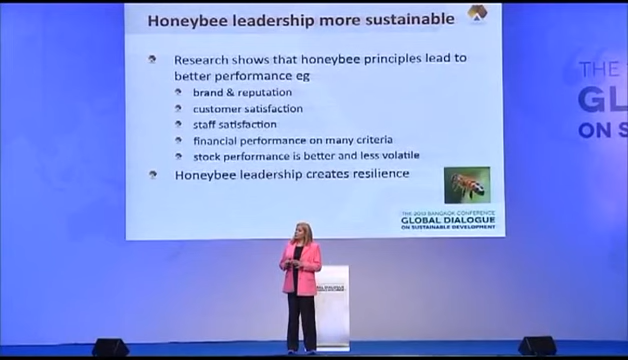 Honeybee leadership more sustainable
Research shows that honeybee principles lead to
better performance eg
brand & reputation
customer satisfaction
staff satisfaction
financial performance on many criteria
stock performance is better and less volatile
Honeybee leadership creates resilience
THE 2013 BANGKOK CONFERENCE
GLOBAL DIALOGUE
ON SUSTAINABLE DEVELOPMENT
THE
GL
ON S